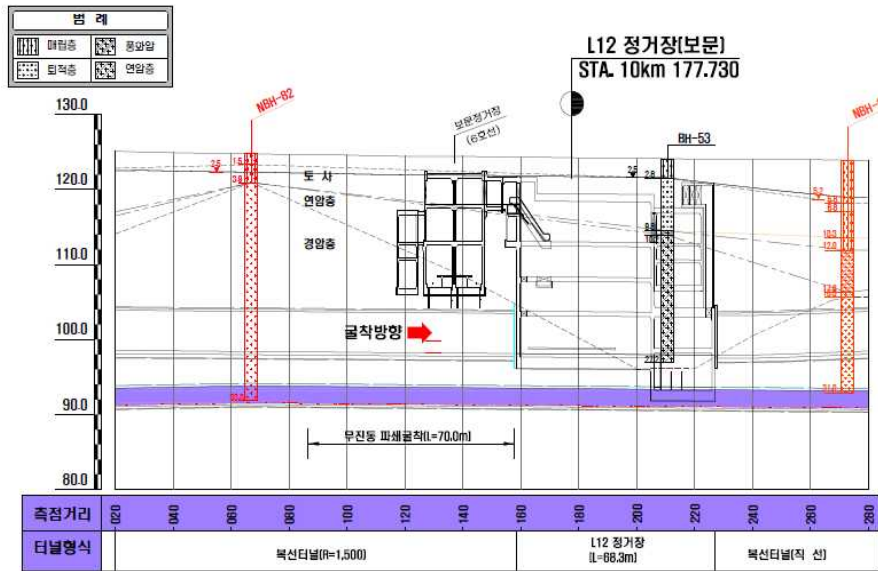 범 례
매립층 풍화암
퇴적층 연암층
L12 정거장[보문]
STA. 10km 177.730
130.0
120.0
110.0
100.0
90.0
80.0
NBH-82
보문정거장
(6호선)
BH-53
토 사
연암층
경암층
굴착방향
무진동 파쇄굴착(L=70.0m)
측점거리 020 040 060 080 100 120 140 160 180 200 220 240 260 280
터널형식 복선터널(R=1,500) L12 정거장 복선터널(직 선)
(L=68.3m)